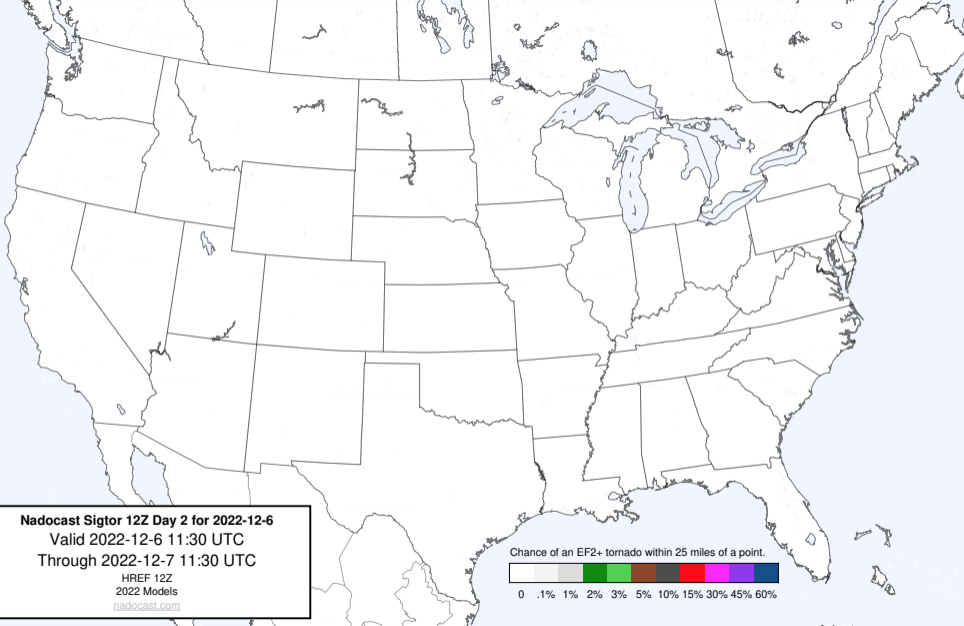 Nadocast Sigtor 12Z Day 2 for 2022-12-6
Valid 2022-12-6 11:30 UTC
Through 2022-12-7 11:30 UTC
HREF 12Z
2022 Models
nadocast.com
Chance of an EF2+ tornado within 25 miles of a point.
0 .1% 1% 2% 3% 5% 10% 15% 30% 45% 60%